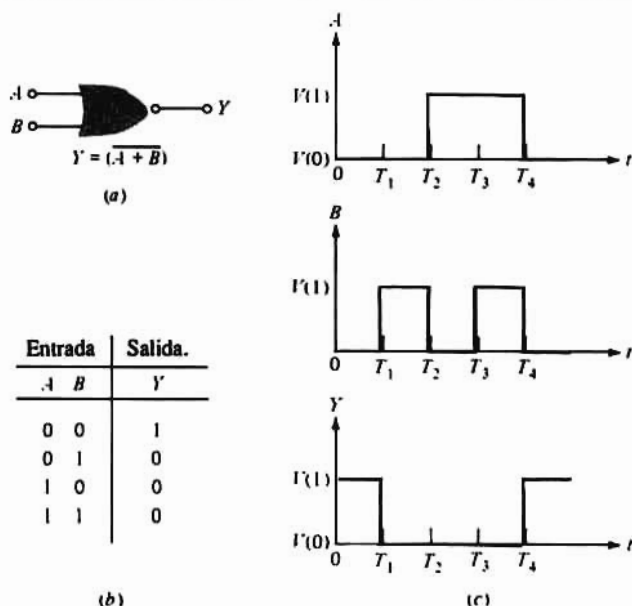 A
B
Y
Y = (\overline{A + B})
(a)
Entrada Salida.
A B Y
0 0 1
0 1 0
1 0 0
1 1 0
(b)
A
V(1)
V(0)
0 T₁ T₂ T₃ T₄ t
B
V(1)
0 T₁ T₂ T₃ T₄ t
Y
V(1)
V(0)
0 T₁ T₂ T₃ T₄ t
(c)